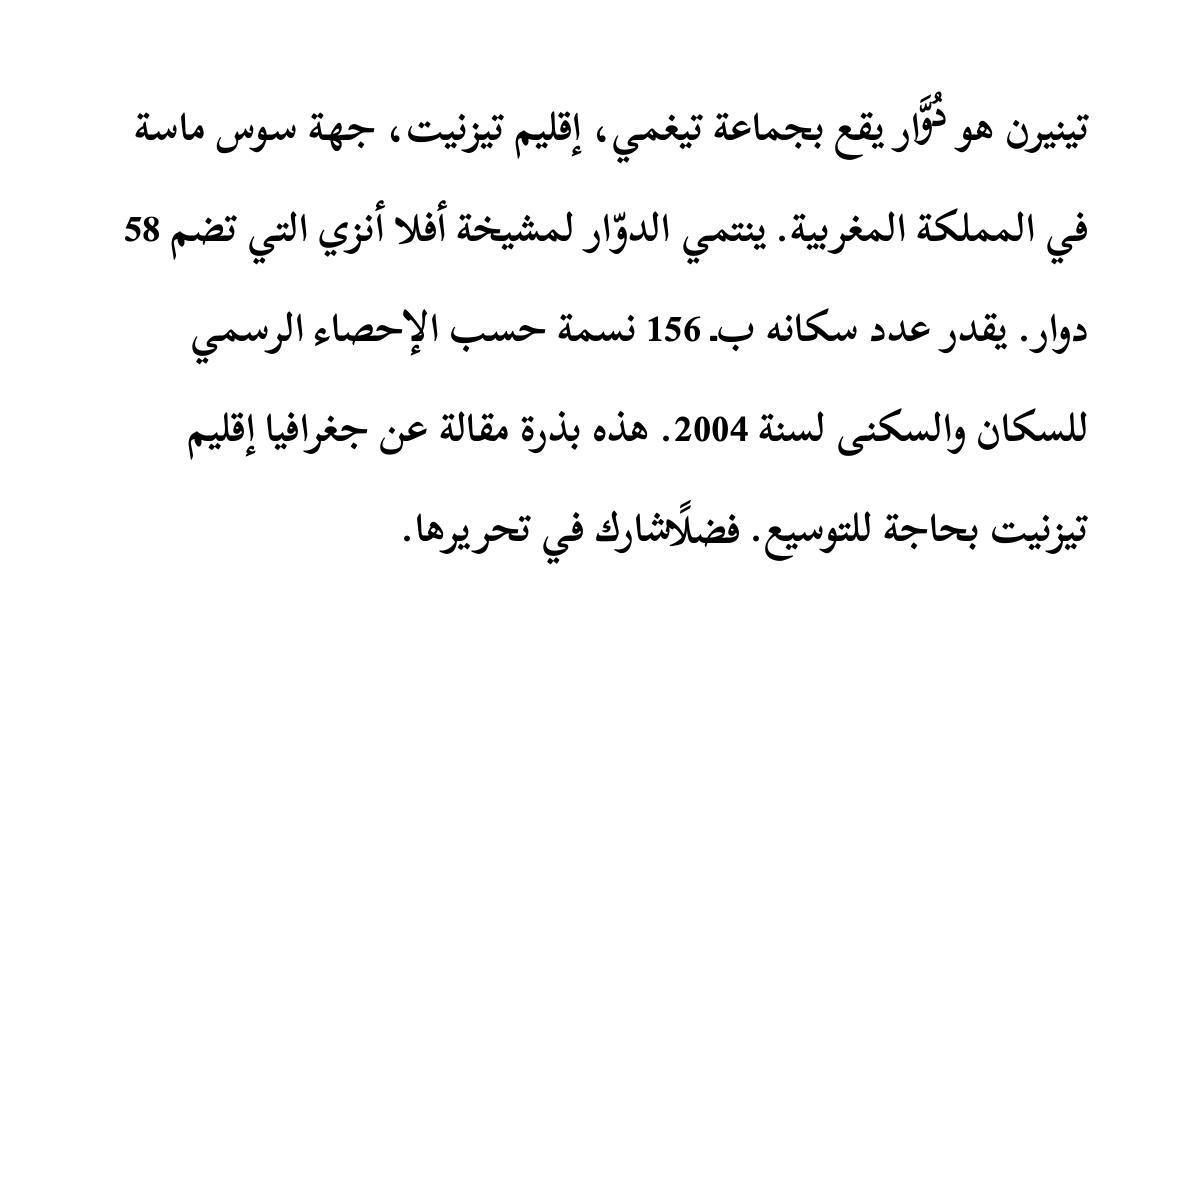 تينيرن هو دُوَّار يقع بجماعة تيغمي، إقليم تيزنيت، جهة سوس ماسة
في المملكة المغربية. ينتمي الدوّار لمشيخة أفلا أنزي التي تضم 58
دوار. يقدر عدد سكانه بـ 156 نسمة حسب الإحصاء الرسمي
للسكان والسكنى لسنة 2004. هذه بذرة مقالة عن جغرافيا إقليم
تيزنيت بحاجة للتوسيع. فضلًاشارك في تحريرها.